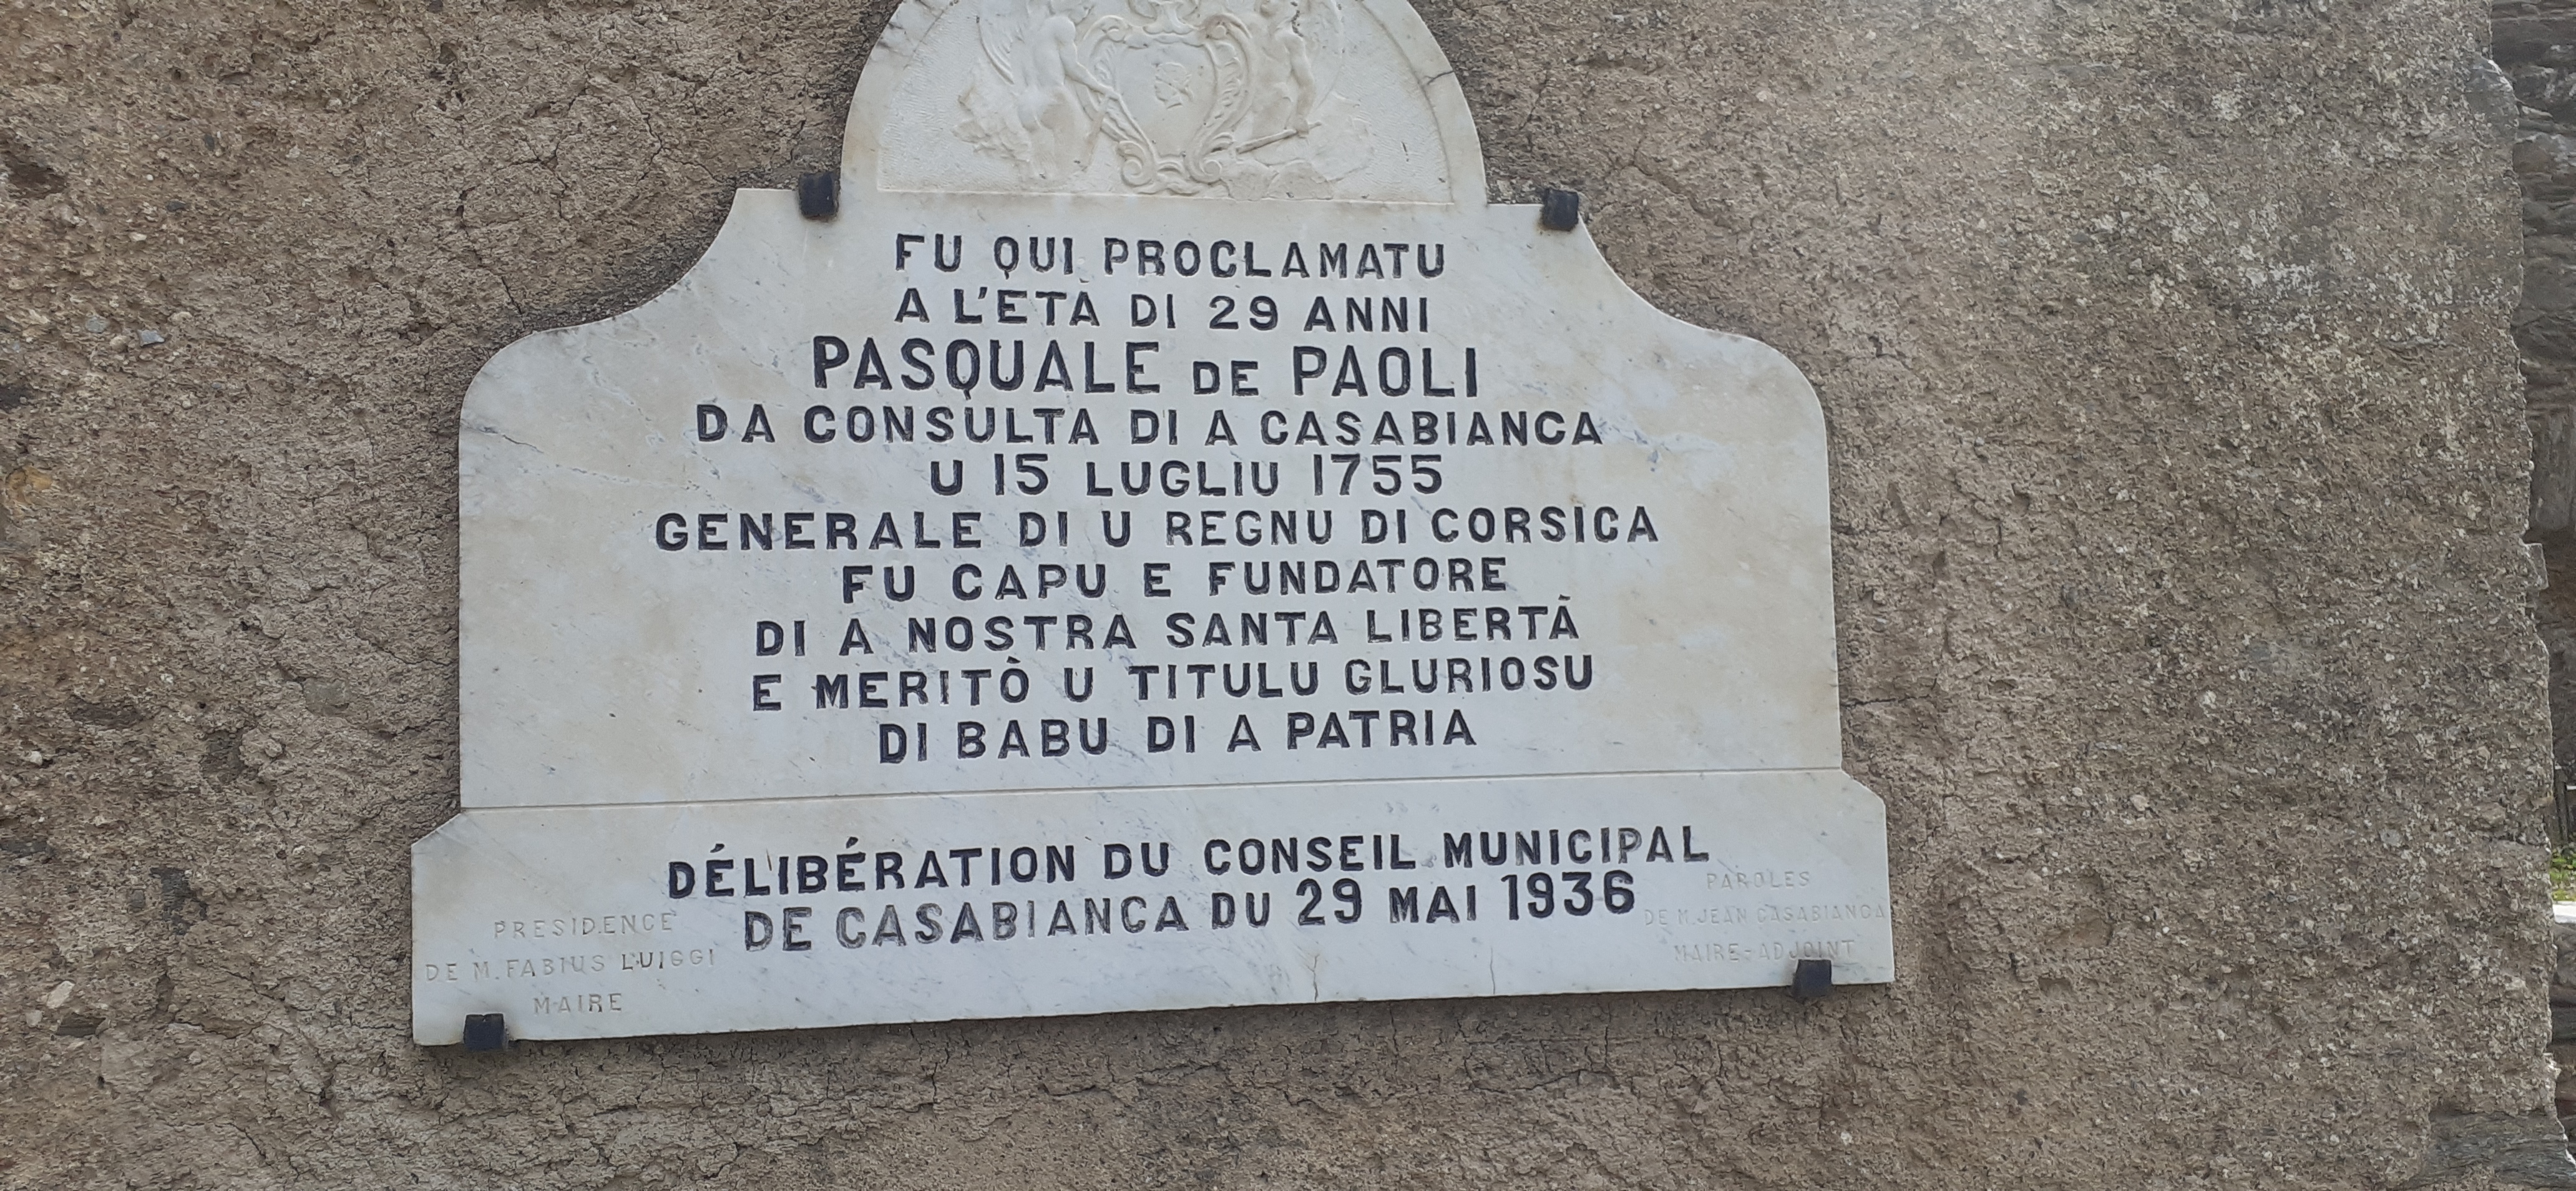 FU QUI PROCLAMATU
A L'ETÀ DI 29 ANNI
PASQUALE DE PAOLI
DA CONSULTA DI A CASABIANCA
U 15 LUGLIU 1755
GENERALE DI U REGNU DI CORSICA
FU CAPU E FUNDATORE
DI A NOSTRA SANTA LIBERTÀ
E MERITÒ U TITULU GLURIOSU
DI BABU DI A PATRIA
DÉLIBÉRATION DU CONSEIL MUNICIPAL
DE CASABIANCA DU 29 MAI 1936
PRESIDENCE
DE M. FABIUS LUIGGI
MAIRE
PAROLES
DE M. JEAN CASABIANCA
MAIRE-ADJOINT